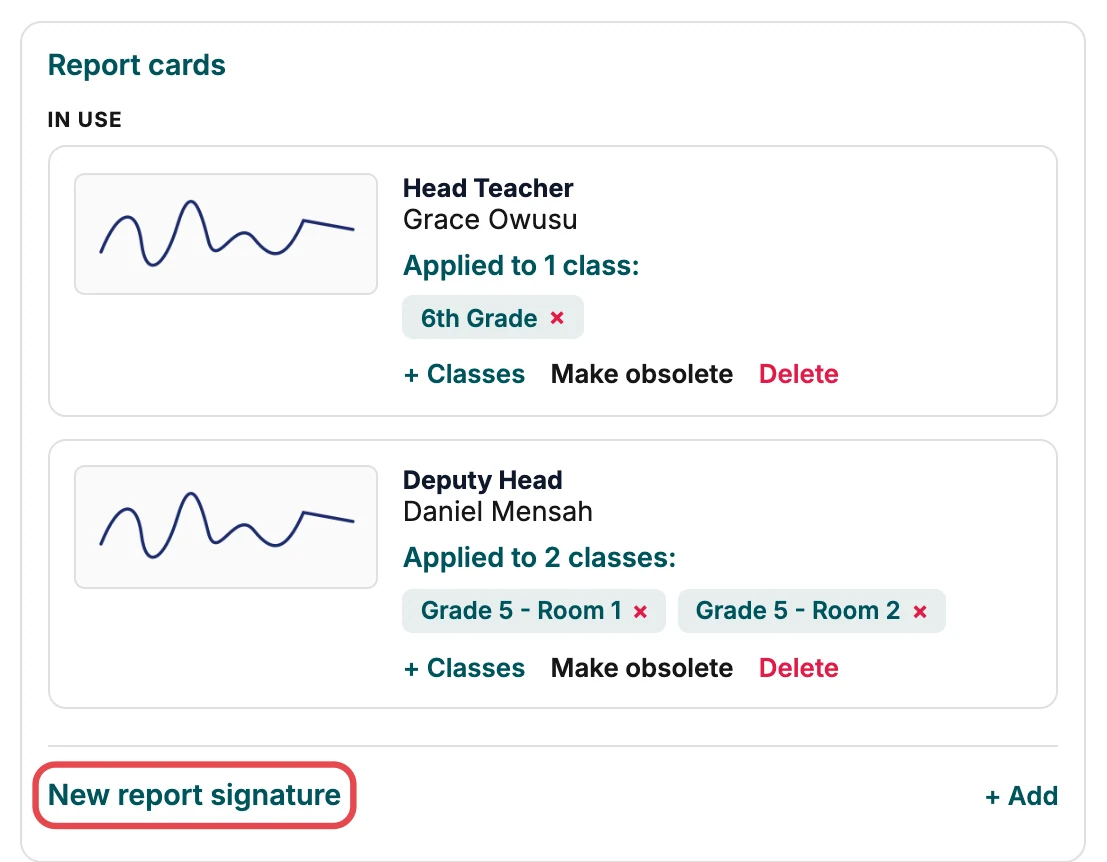 Report cards
IN USE
Head Teacher
Grace Owusu
Applied to 1 class:
6th Grade ×
+ Classes Make obsolete Delete
Deputy Head
Daniel Mensah
Applied to 2 classes:
Grade 5 - Room 1 × Grade 5 - Room 2 ×
+ Classes Make obsolete Delete
New report signature + Add